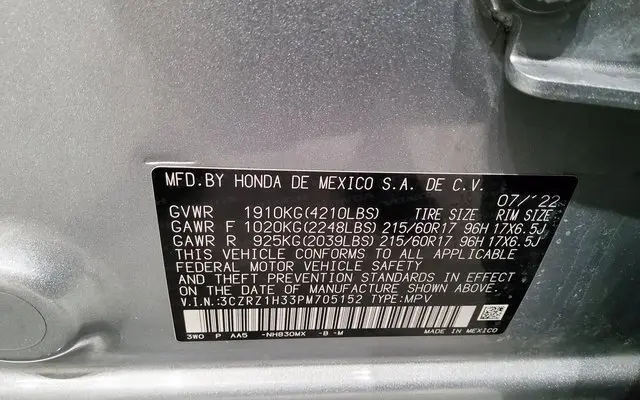 MFD.BY HONDA DE MEXICO S.A. DE C.V.
07/'22
GVWR 1910KG(4210LBS) TIRE SIZE RIM SIZE
GAWR F 1020KG(2248LBS) 215/60R17 96H 17X6.5J
GAWR R 925KG(2039LBS) 215/60R17 96H 17X6.5J
THIS VEHICLE CONFORMS TO ALL APPLICABLE
FEDERAL MOTOR VEHICLE SAFETY
AND THEFT PREVENTION STANDARDS IN EFFECT
ON THE DATE OF MANUFACTURE SHOWN ABOVE.
V.I.N.:3CZRZ1H33PM705152 TYPE:MPV
3W0 P AA5 -NH830MX -B -M MADE IN MEXICO